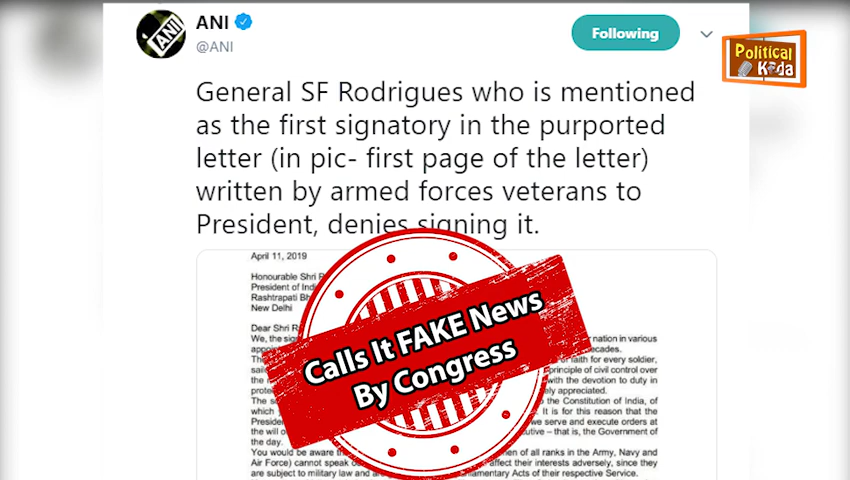 ANI
ANI
@ANI
Following
Political
Kida
General SF Rodrigues who is mentioned
as the first signatory in the purported
letter (in pic- first page of the letter)
written by armed forces veterans to
President, denies signing it.
April 11, 2019
Honourable Shri
President of
Rashtrapati
New Delhi
Dear Shri
We, the nation in various
decades.
of faith for every soldier,
principle of civil control over
the with the devotion to duty in
appreciated.
The the Constitution of India, of
which It is for this reason that the
we serve and execute orders at
the will – that is, the Government of
the day.
You would be aware men of all ranks in the Army, Navy and
Air Force) cannot speak affect their interests adversely, since they
are subject to military law and Acts of their respective Service.
Calls It FAKE News
By Congress